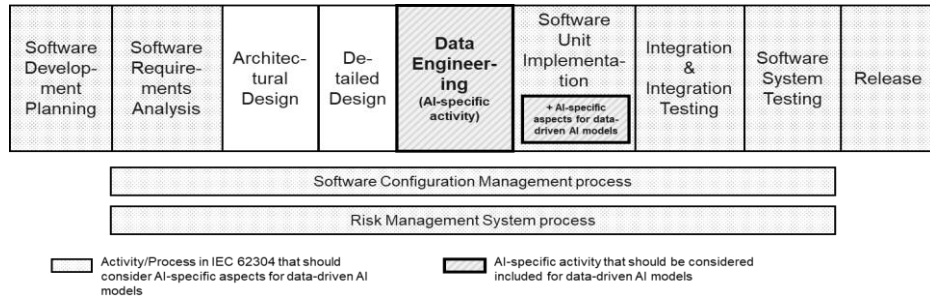 Software
Develop-
ment
Planning
Software
Require-
ments
Analysis
Architec-
tural
Design
De-
tailed
Design
Data
Engineer-
ing
(AI-specific
activity)
Software
Unit
Implementa-
tion
+ AI-specific
aspects for data-
driven AI models
Integration
&
Integration
Testing
Software
System
Testing
Release
Software Configuration Management process
Risk Management System process
Activity/Process in IEC 62304 that should
consider AI-specific aspects for data-driven AI
models
AI-specific activity that should be considered
included for data-driven AI models